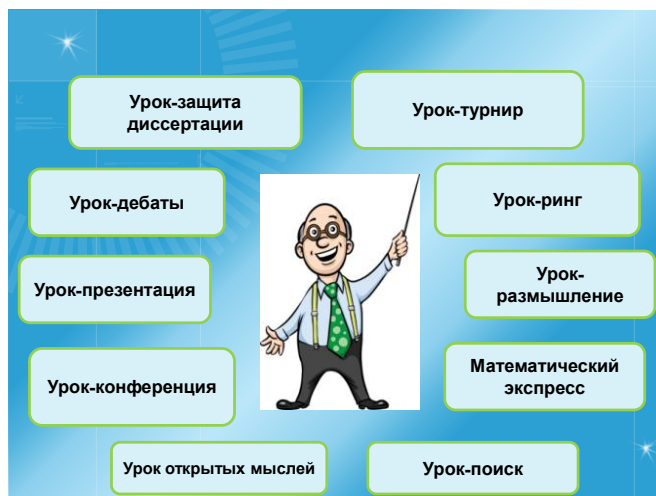 Урок-защита
диссертации
Урок-турнир
Урок-дебаты
Урок-ринг
Урок-презентация
Урок-
размышление
Урок-конференция
Математический
экспресс
Урок открытых мыслей
Урок-поиск